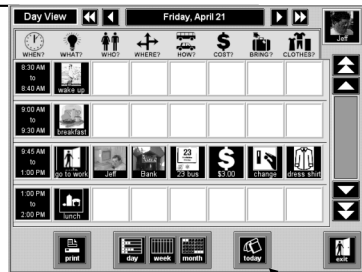 Day View
Friday, April 21
Jeff
WHEN? WHAT? WHO? WHERE? HOW? COST? BRING? CLOTHES?
8:30 AM
to
8:40 AM
wake up
9:00 AM
to
9:30 AM
breakfast
9:45 AM
to
1:00 PM
go to work
Jeff
Bank
23
23 bus
$3.00
change
dress shirt
1:00 PM
to
2:00 PM
lunch
print
day
week
month
today
exit